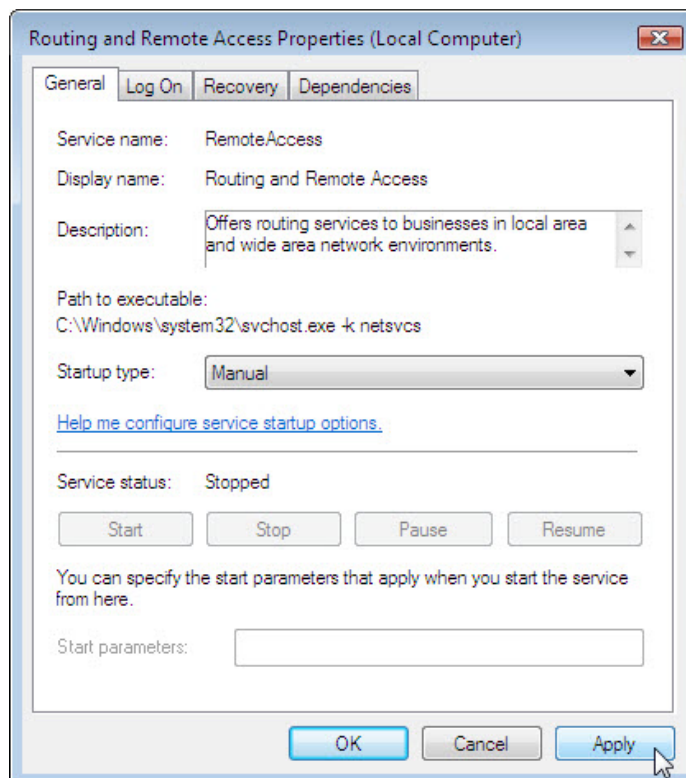 Routing and Remote Access Properties (Local Computer)
General Log On Recovery Dependencies
Service name: RemoteAccess
Display name: Routing and Remote Access
Description: Offers routing services to businesses in local area
and wide area network environments.
Path to executable:
C:\Windows\system32\svchost.exe -k netsvcs
Startup type: Manual
Help me configure service startup options.
Service status: Stopped
Start Stop Pause Resume
You can specify the start parameters that apply when you start the service
from here.
Start parameters:
OK Cancel Apply